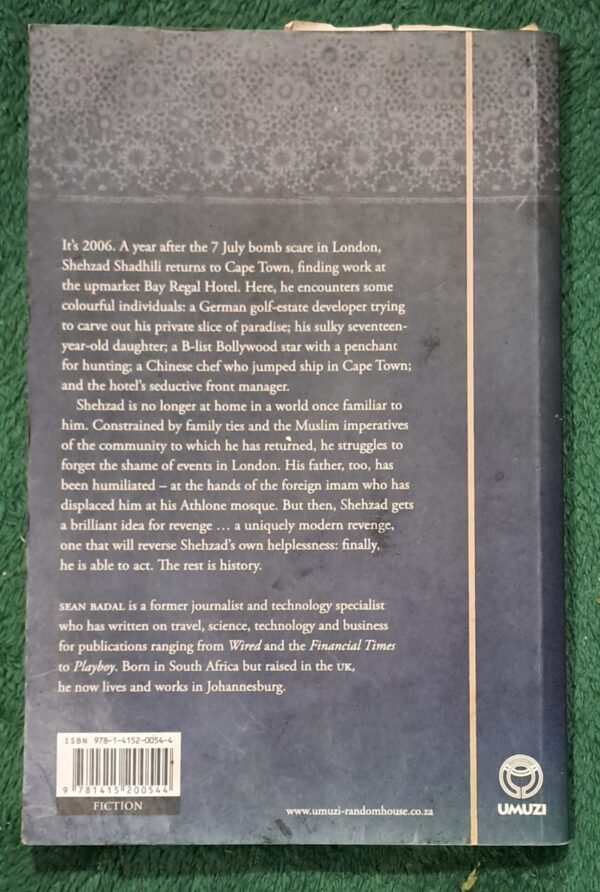 It's 2006. A year after the 7 July bomb scare in London,
Shehzad Shadhili returns to Cape Town, finding work at
the upmarket Bay Regal Hotel. Here, he encounters some
colourful individuals: a German golf-estate developer trying
to carve out his private slice of paradise; his sulky seventeen-
year-old daughter; a B-list Bollywood star with a penchant
for hunting; a Chinese chef who jumped ship in Cape Town;
and the hotel's seductive front manager.
Shehzad is no longer at home in a world once familiar to
him. Constrained by family ties and the Muslim imperatives
of the community to which he has returned, he struggles to
forget the shame of events in London. His father, too, has
been humiliated – at the hands of the foreign imam who has
displaced him at his Athlone mosque. But then, Shehzad gets
a brilliant idea for revenge … a uniquely modern revenge,
one that will reverse Shehzad's own helplessness: finally,
he is able to act. The rest is history.
SEAN BADAL is a former journalist and technology specialist
who has written on travel, science, technology and business
for publications ranging from Wired and the Financial Times
to Playboy. Born in South Africa but raised in the UK,
he now lives and works in Johannesburg.
ISBN 978-1-4152-0054-4
9 781415 200544
FICTION
www.umuzi-randomhouse.co.za
UMUZI